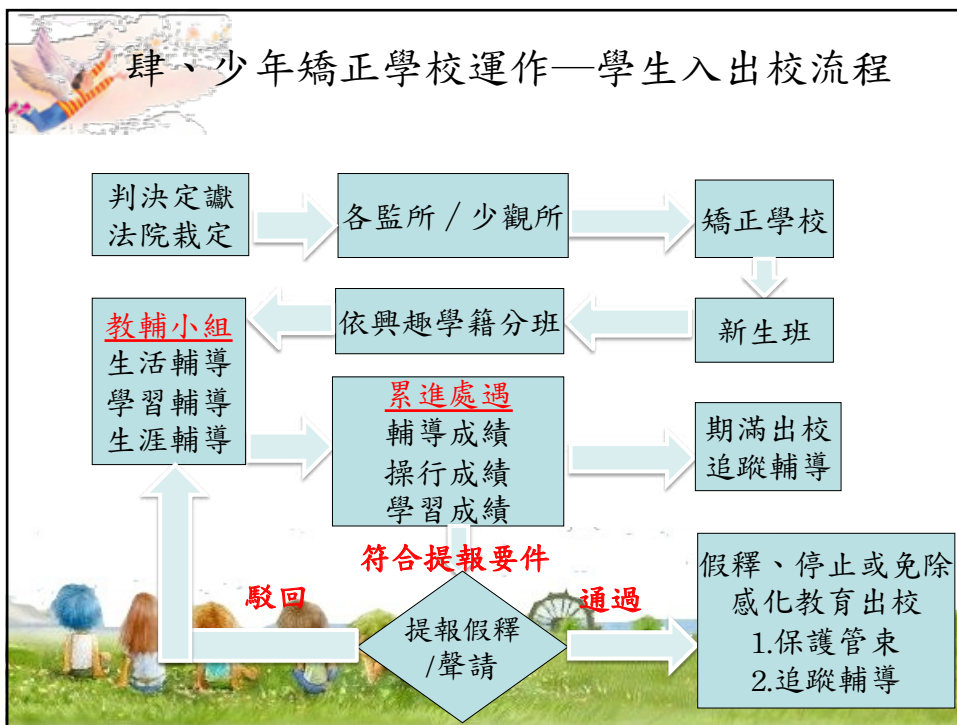 肆、少年矯正學校運作—學生入出校流程
判決定讞
法院裁定
各監所／少觀所
矯正學校
新生班
依興趣學籍分班
教輔小組
生活輔導
學習輔導
生涯輔導
累進處遇
輔導成績
操行成績
學習成績
期滿出校
追蹤輔導
符合提報要件
駁回
提報假釋
/聲請
通過
假釋、停止或免除
感化教育出校
1.保護管束
2.追蹤輔導